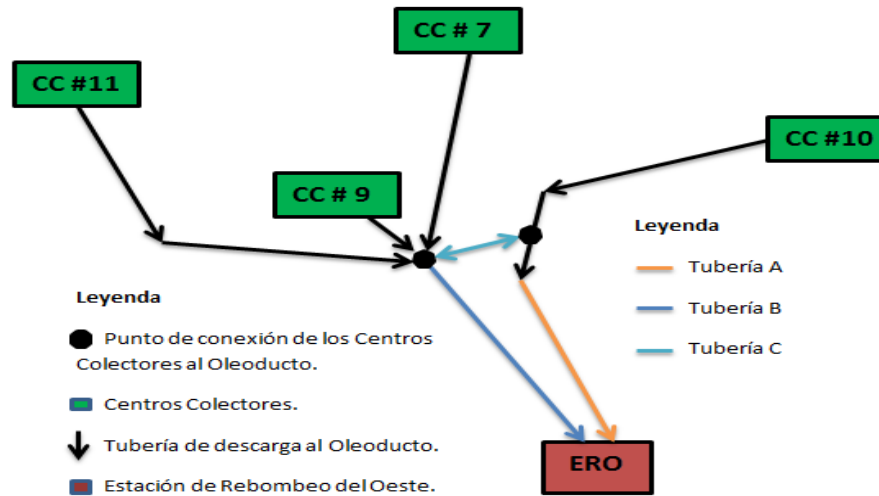 CC # 7
CC #11
CC #10
CC # 9
Leyenda
Tubería A
Tubería B
Tubería C
Leyenda
Punto de conexión de los Centros
Colectores al Oleoducto.
Centros Colectores.
Tubería de descarga al Oleoducto.
Estación de Rebombeo del Oeste.
ERO